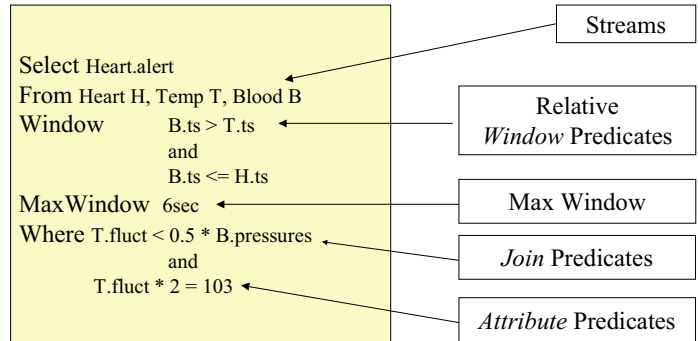 Streams
Select Heart.alert
From Heart H, Temp T, Blood B
Window B.ts > T.ts
and
B.ts <= H.ts
Relative
Window Predicates
MaxWindow 6sec
Max Window
Where T.fluct < 0.5 * B.pressures
and
T.fluct * 2 = 103
Join Predicates
Attribute Predicates